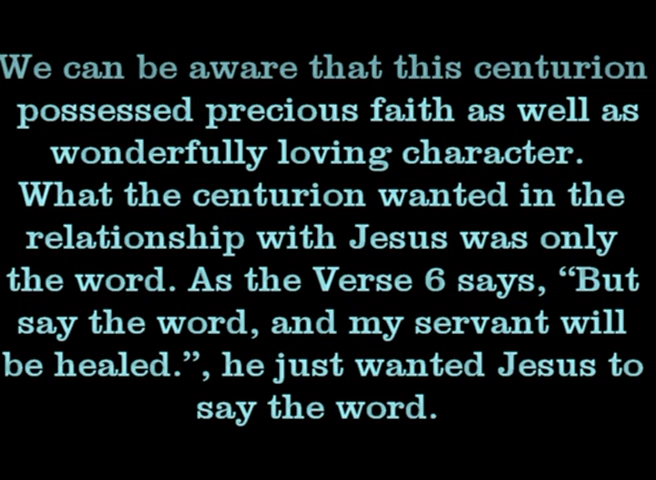 We can be aware that this centurion
possessed precious faith as well as
wonderfully loving character.
What the centurion wanted in the
relationship with Jesus was only
the word. As the Verse 6 says, “But
say the word, and my servant will
be healed.”, he just wanted Jesus to
say the word.